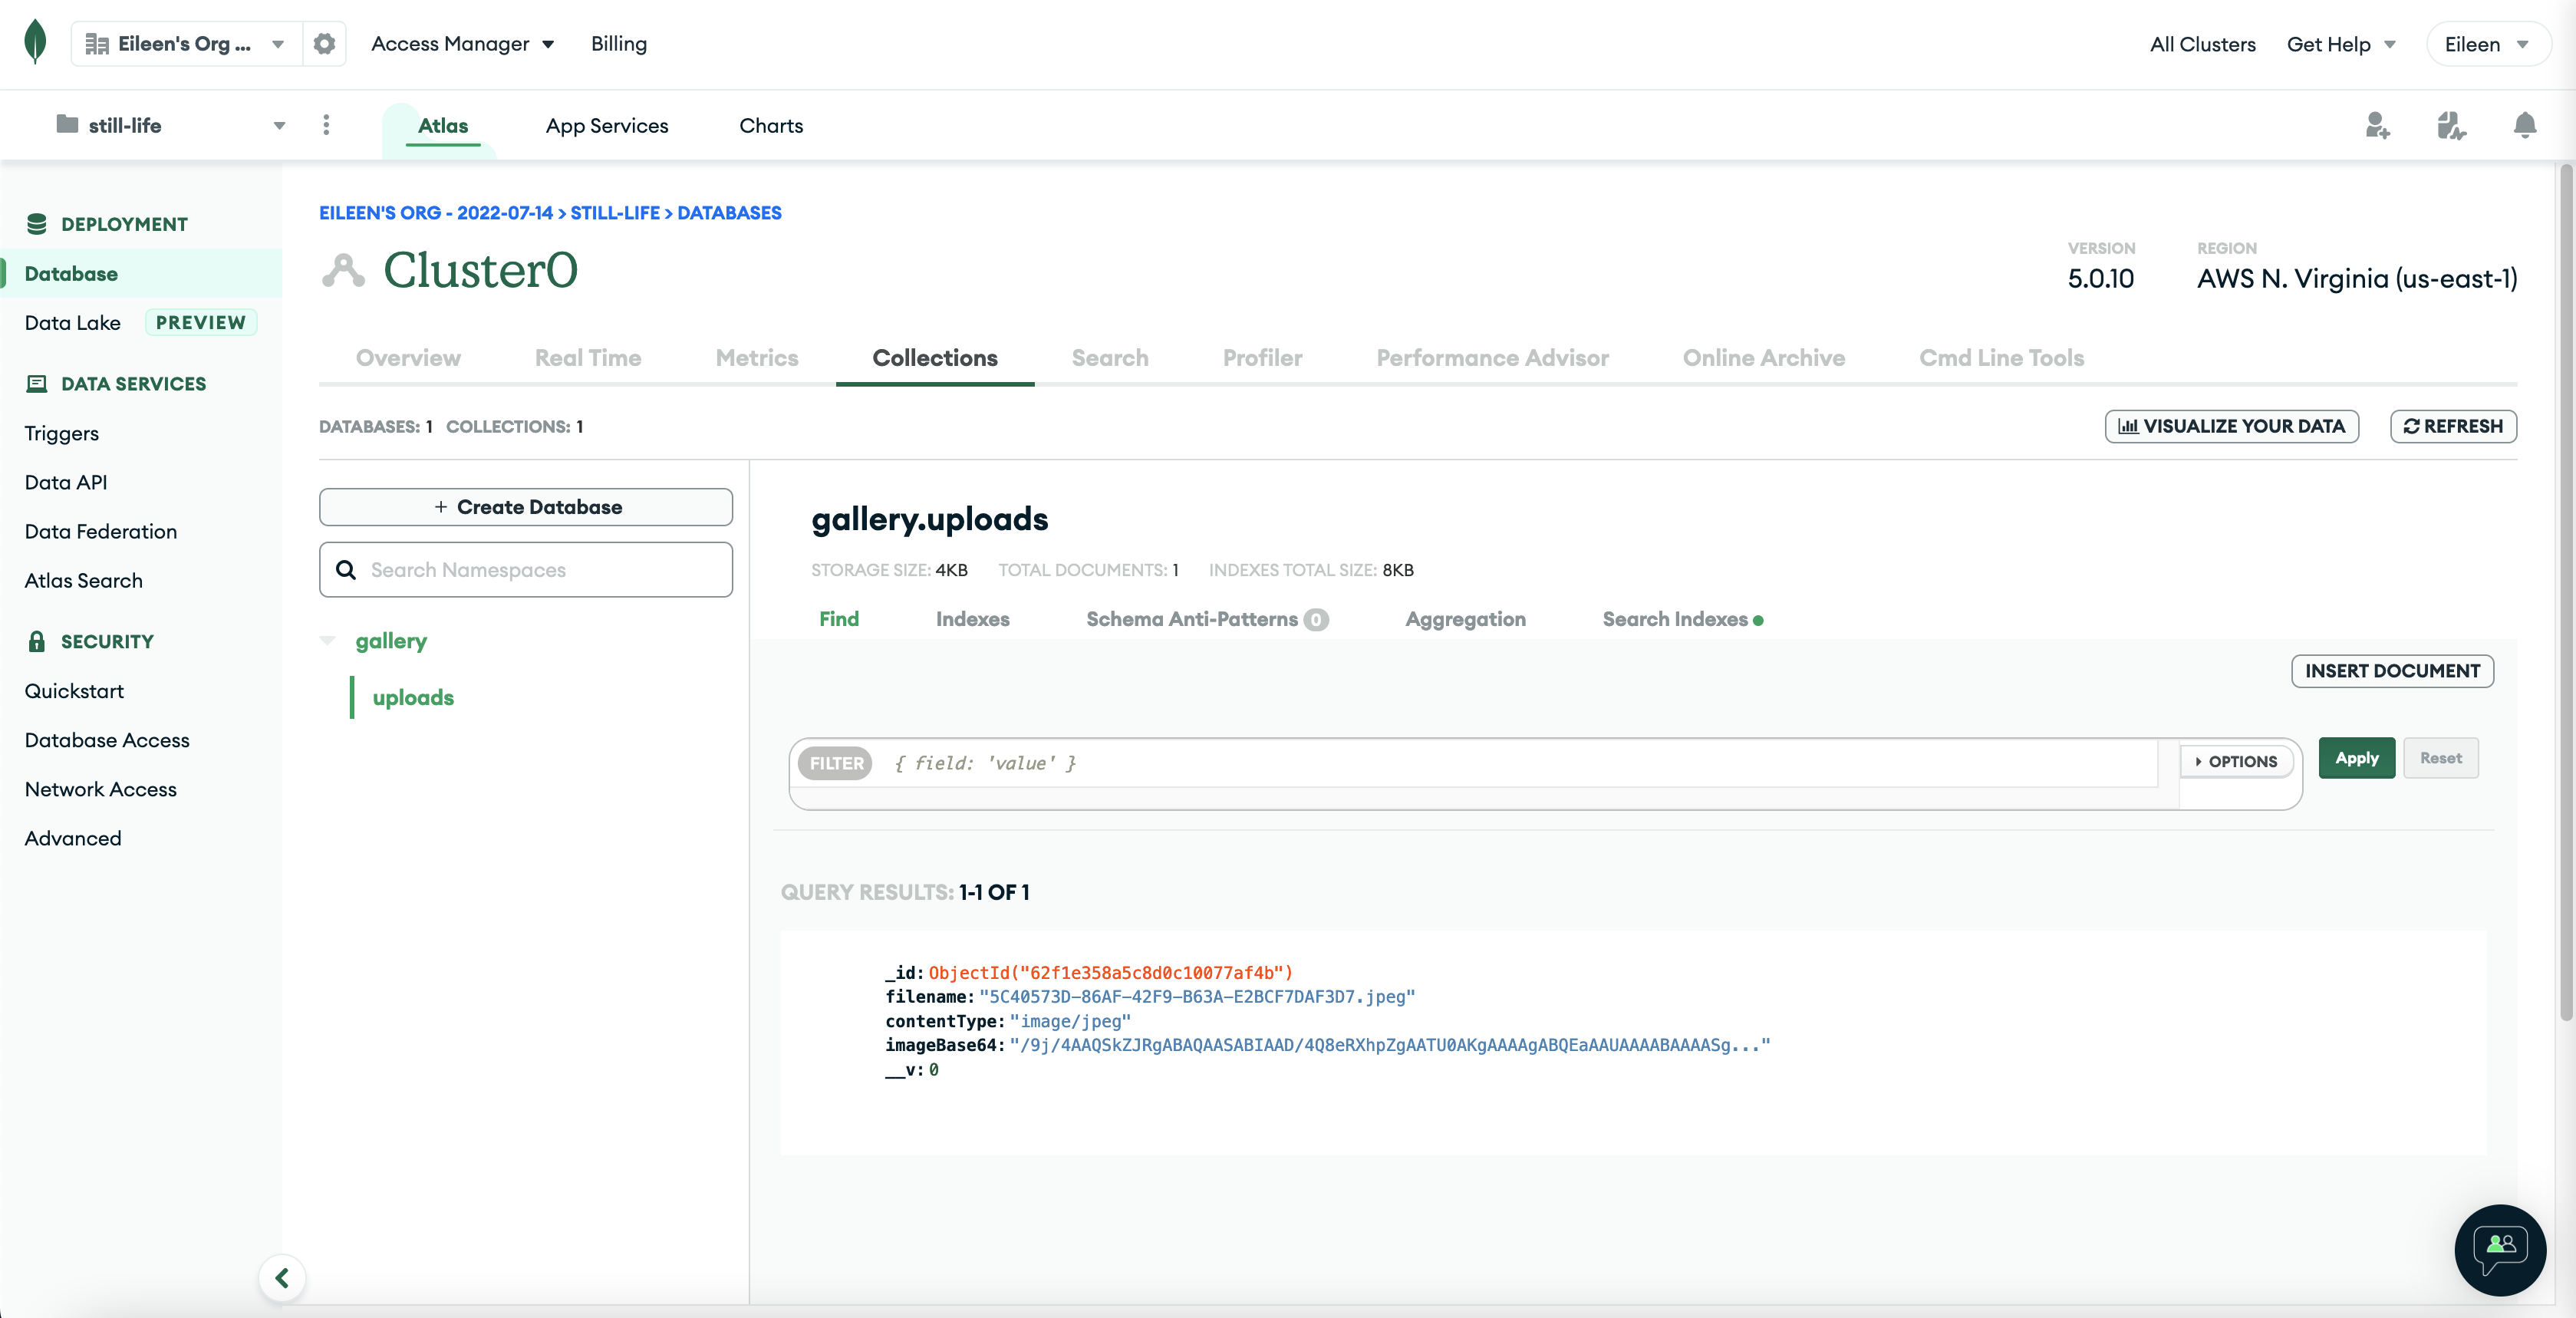 Eileen's Org ...
Access Manager
Billing
All Clusters
Get Help
Eileen
still-life
Atlas
App Services
Charts
DEPLOYMENT
Database
Data Lake PREVIEW
DATA SERVICES
Triggers
Data API
Data Federation
Atlas Search
SECURITY
Quickstart
Database Access
Network Access
Advanced
EILEEN'S ORG - 2022-07-14 > STILL-LIFE > DATABASES
Cluster0
VERSION
5.0.10
REGION
AWS N. Virginia (us-east-1)
Overview
Real Time
Metrics
Collections
Search
Profiler
Performance Advisor
Online Archive
Cmd Line Tools
DATABASES: 1 COLLECTIONS: 1
VISUALIZE YOUR DATA
REFRESH
+ Create Database
Search Namespaces
gallery
uploads
gallery.uploads
STORAGE SIZE: 4KB TOTAL DOCUMENTS: 1 INDEXES TOTAL SIZE: 8KB
Find
Indexes
Schema Anti-Patterns 0
Aggregation
Search Indexes
INSERT DOCUMENT
FILTER { field: 'value' }
OPTIONS
Apply
Reset
QUERY RESULTS: 1-1 OF 1
_id: ObjectId("62f1e358a5c8d0c10077af4b")
filename: "5C40573D-86AF-42F9-B63A-E2BCF7DAF3D7.jpeg"
contentType: "image/jpeg"
imageBase64: "/9j/4AAQSkZJRgABAQAASABIAAD/4Q8eRXhpZgAATU0AKgAAAAgABQEaAAUAAAABAAAASg..."
__v: 0